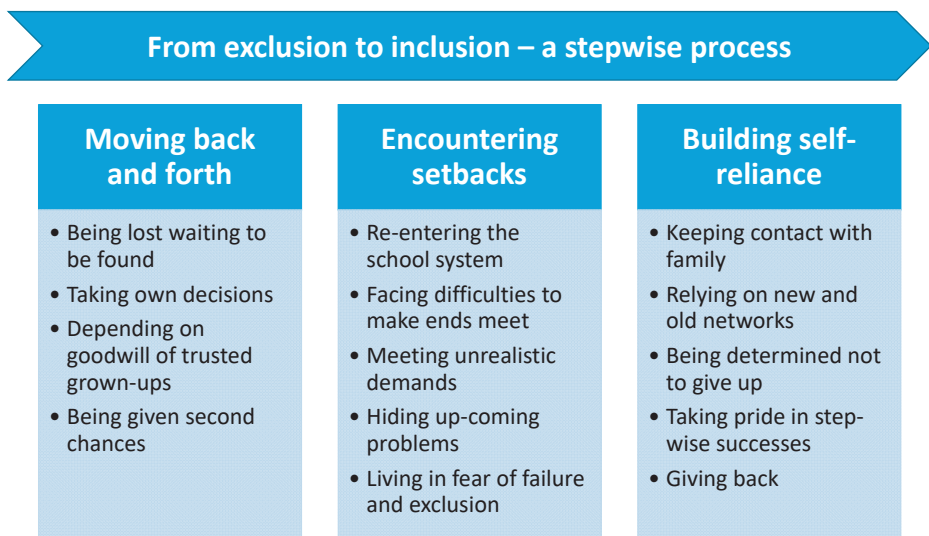 From exclusion to inclusion – a stepwise process
Moving back
and forth
• Being lost waiting to
be found
• Taking own decisions
• Depending on
goodwill of trusted
grown-ups
• Being given second
chances
Encountering
setbacks
• Re-entering the
school system
• Facing difficulties to
make ends meet
• Meeting unrealistic
demands
• Hiding up-coming
problems
• Living in fear of failure
and exclusion
Building self-
reliance
• Keeping contact with
family
• Relying on new and
old networks
• Being determined not
to give up
• Taking pride in step-
wise successes
• Giving back